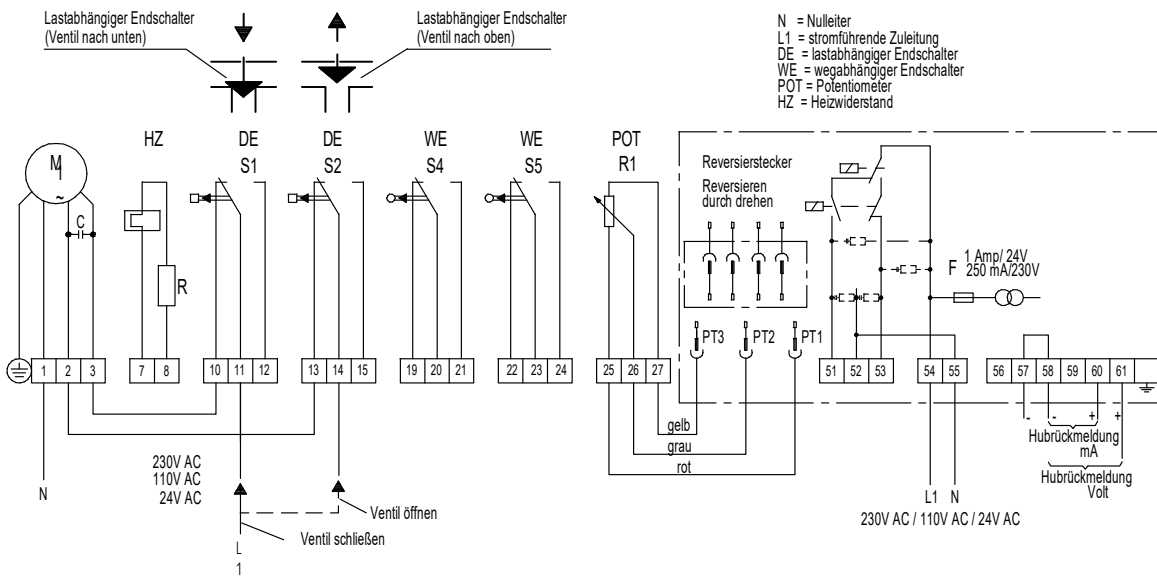 Lastabhängiger Endschalter
(Ventil nach unten)
Lastabhängiger Endschalter
(Ventil nach oben)
N = Nulleiter
L1 = stromführende Zuleitung
DE = lastabhängiger Endschalter
WE = wegabhängiger Endschalter
POT = Potentiometer
HZ = Heizwiderstand
HZ
DE
S1
DE
S2
WE
S4
WE
S5
POT
R1
M
~
C
R
Reversierstecker
Reversieren
durch drehen
PT3
PT2
PT1
F
1 Amp/ 24V
250 mA/230V
1 2 3
7 8
10 11 12
13 14 15
19 20 21
22 23 24
25 26 27
51 52 53
54 55
56 57 58 59 60 61
- - + +
Hubrückmeldung
mA
Hubrückmeldung
Volt
gelb
grau
rot
N
230V AC
110V AC
24V AC
Ventil öffnen
Ventil schließen
L
1
L1 N
230V AC / 110V AC / 24V AC